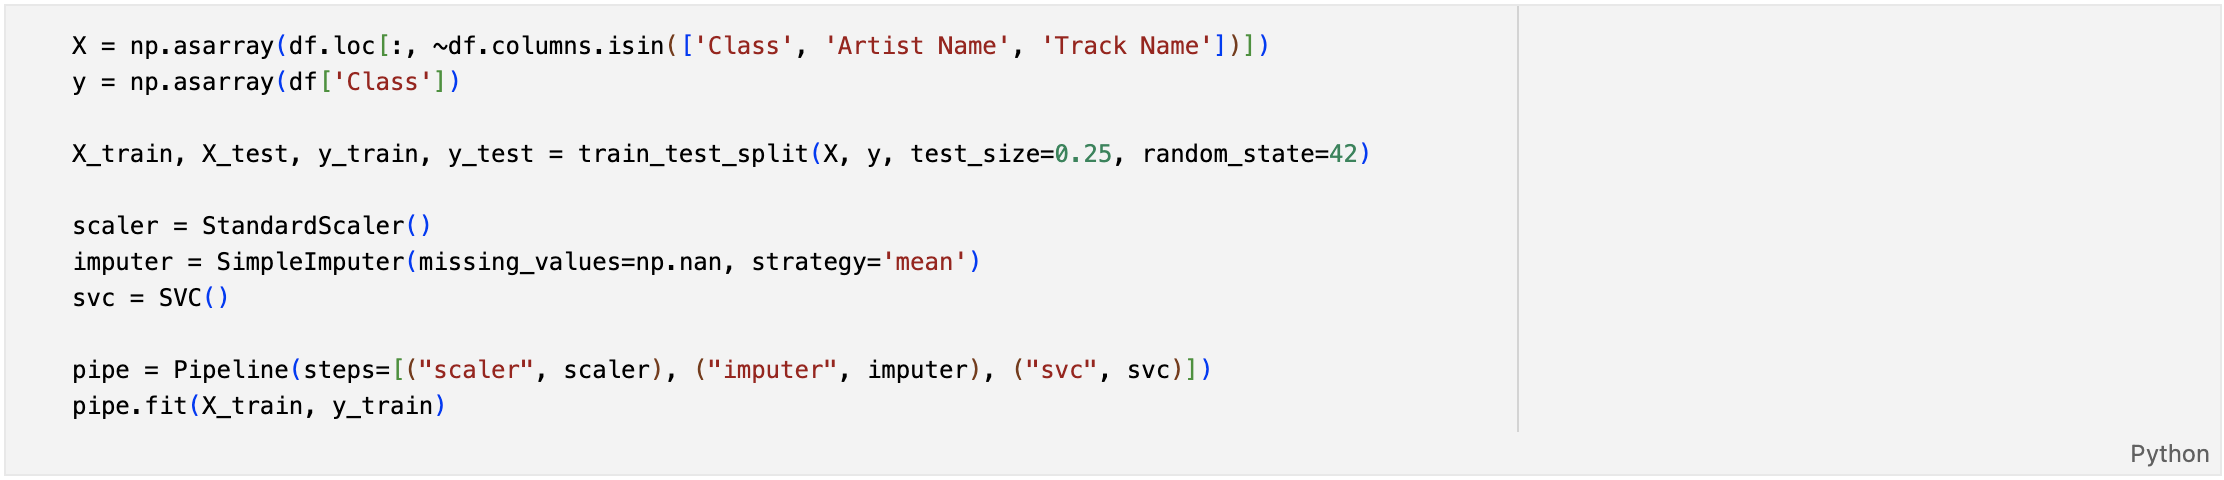 X = np.asarray(df.loc[:, ~df.columns.isin(['Class', 'Artist Name', 'Track Name'])])
y = np.asarray(df['Class'])
X_train, X_test, y_train, y_test = train_test_split(X, y, test_size=0.25, random_state=42)
scaler = StandardScaler()
imputer = SimpleImputer(missing_values=np.nan, strategy='mean')
svc = SVC()
pipe = Pipeline(steps=[("scaler", scaler), ("imputer", imputer), ("svc", svc)])
pipe.fit(X_train, y_train)
Python